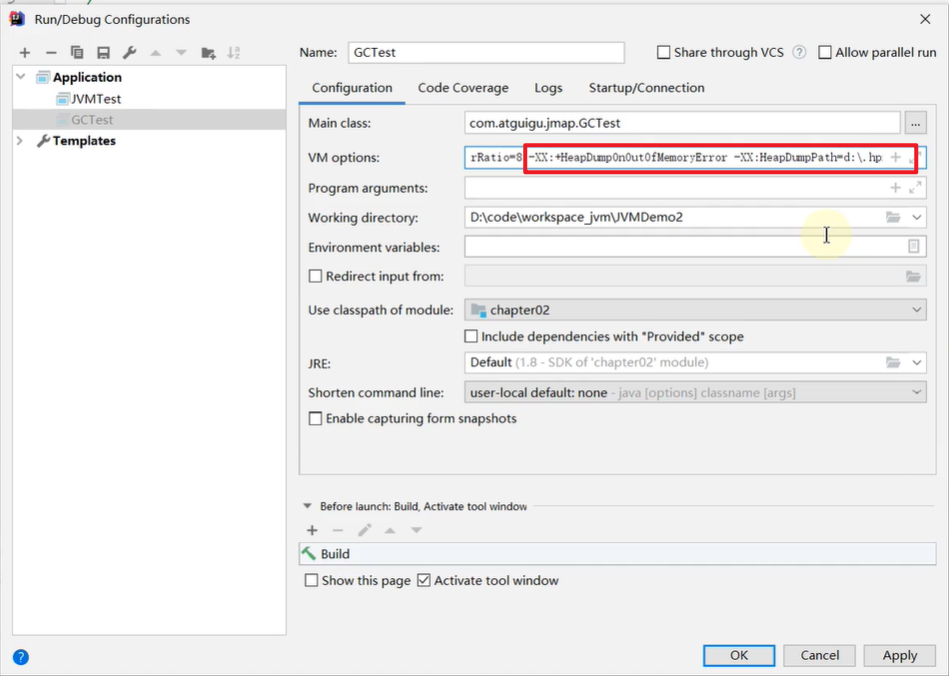 Run/Debug Configurations
Name: GCTest Share through VCS ? Allow parallel run
Application
JVMTest
GCTest
Templates
Configuration Code Coverage Logs Startup/Connection
Main class: com.atguigu.jmap.GCTest ...
VM options: rRatio=8 -XX:+HeapDumpOnOutOfMemoryError -XX:HeapDumpPath=d:\.hp
Program arguments:
Working directory: D:\code\workspace_jvm\JVMDemo2
Environment variables:
Redirect input from:
Use classpath of module: chapter02
Include dependencies with "Provided" scope
JRE: Default (1.8 - SDK of 'chapter02' module)
Shorten command line: user-local default: none - java [options] classname [args]
Enable capturing form snapshots
Before launch: Build, Activate tool window
Build
Show this page Activate tool window
? OK Cancel Apply